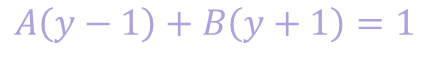 A(y − 1) + B(y + 1) = 1